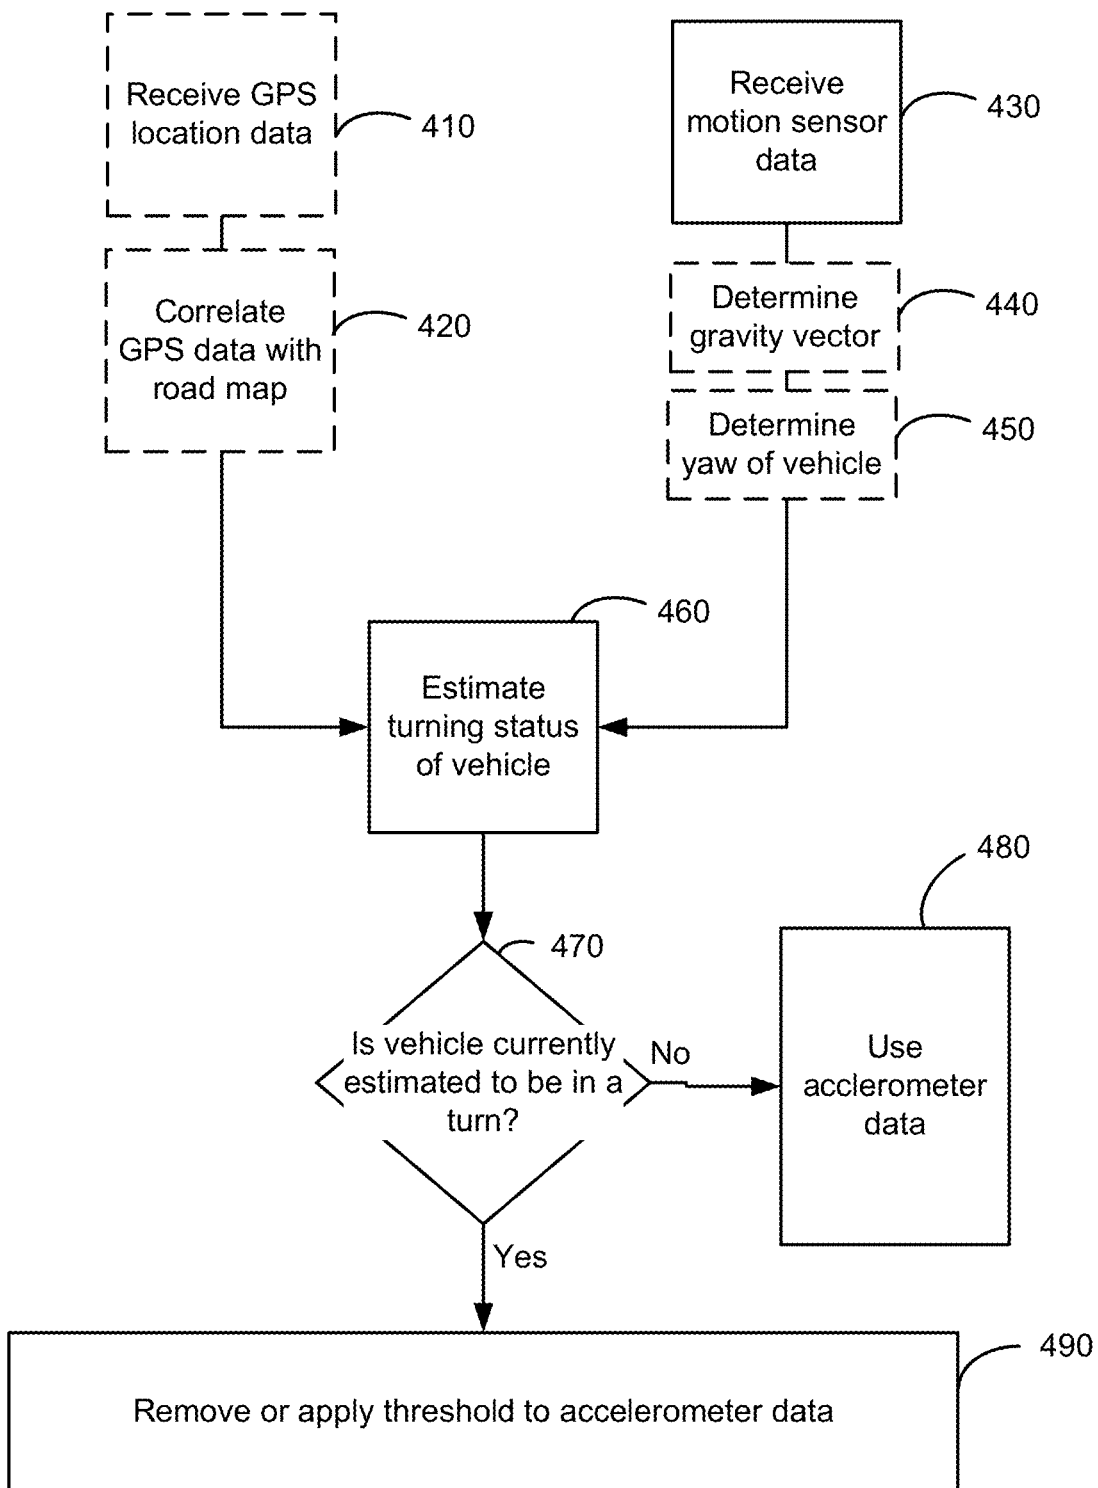 Receive GPS
location data
410
Receive
motion sensor
data
430
Correlate
GPS data with
road map
420
Determine
gravity vector
440
Determine
yaw of vehicle
450
Estimate
turning status
of vehicle
460
Is vehicle currently
estimated to be in a
turn?
470
No
Use
acclerometer
data
480
Yes
Remove or apply threshold to accelerometer data
490